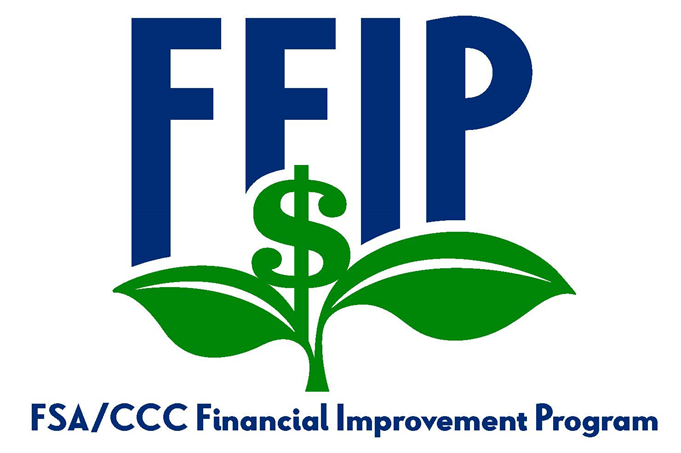 FFIP
$
FSA/CCC Financial Improvement Program